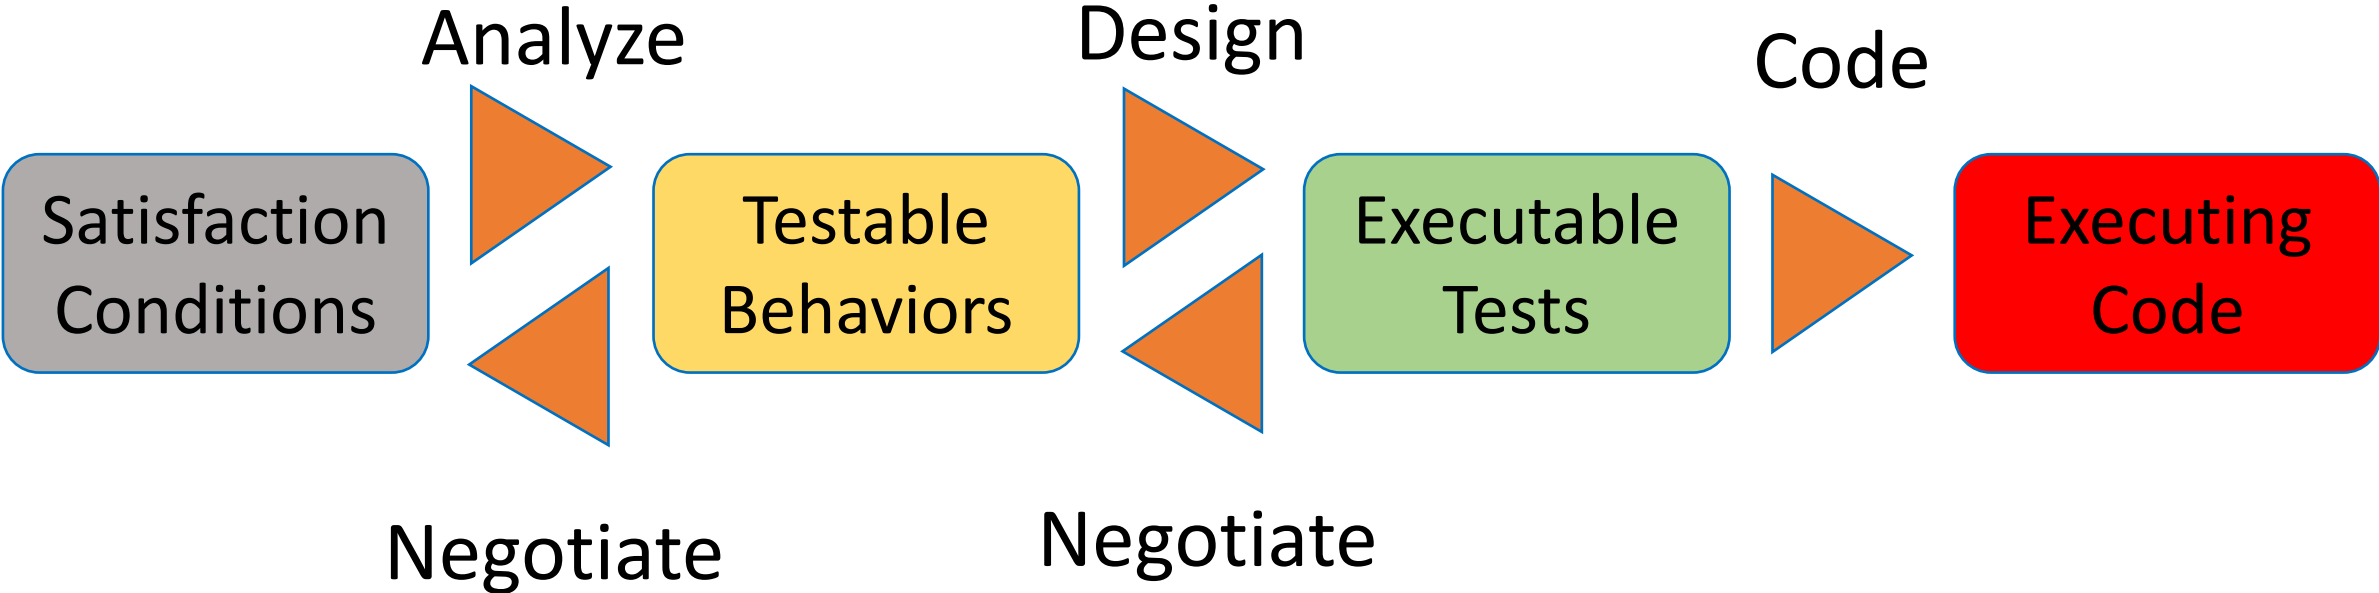 Analyze
Design
Code
Satisfaction
Conditions
Testable
Behaviors
Executable
Tests
Executing
Code
Negotiate
Negotiate